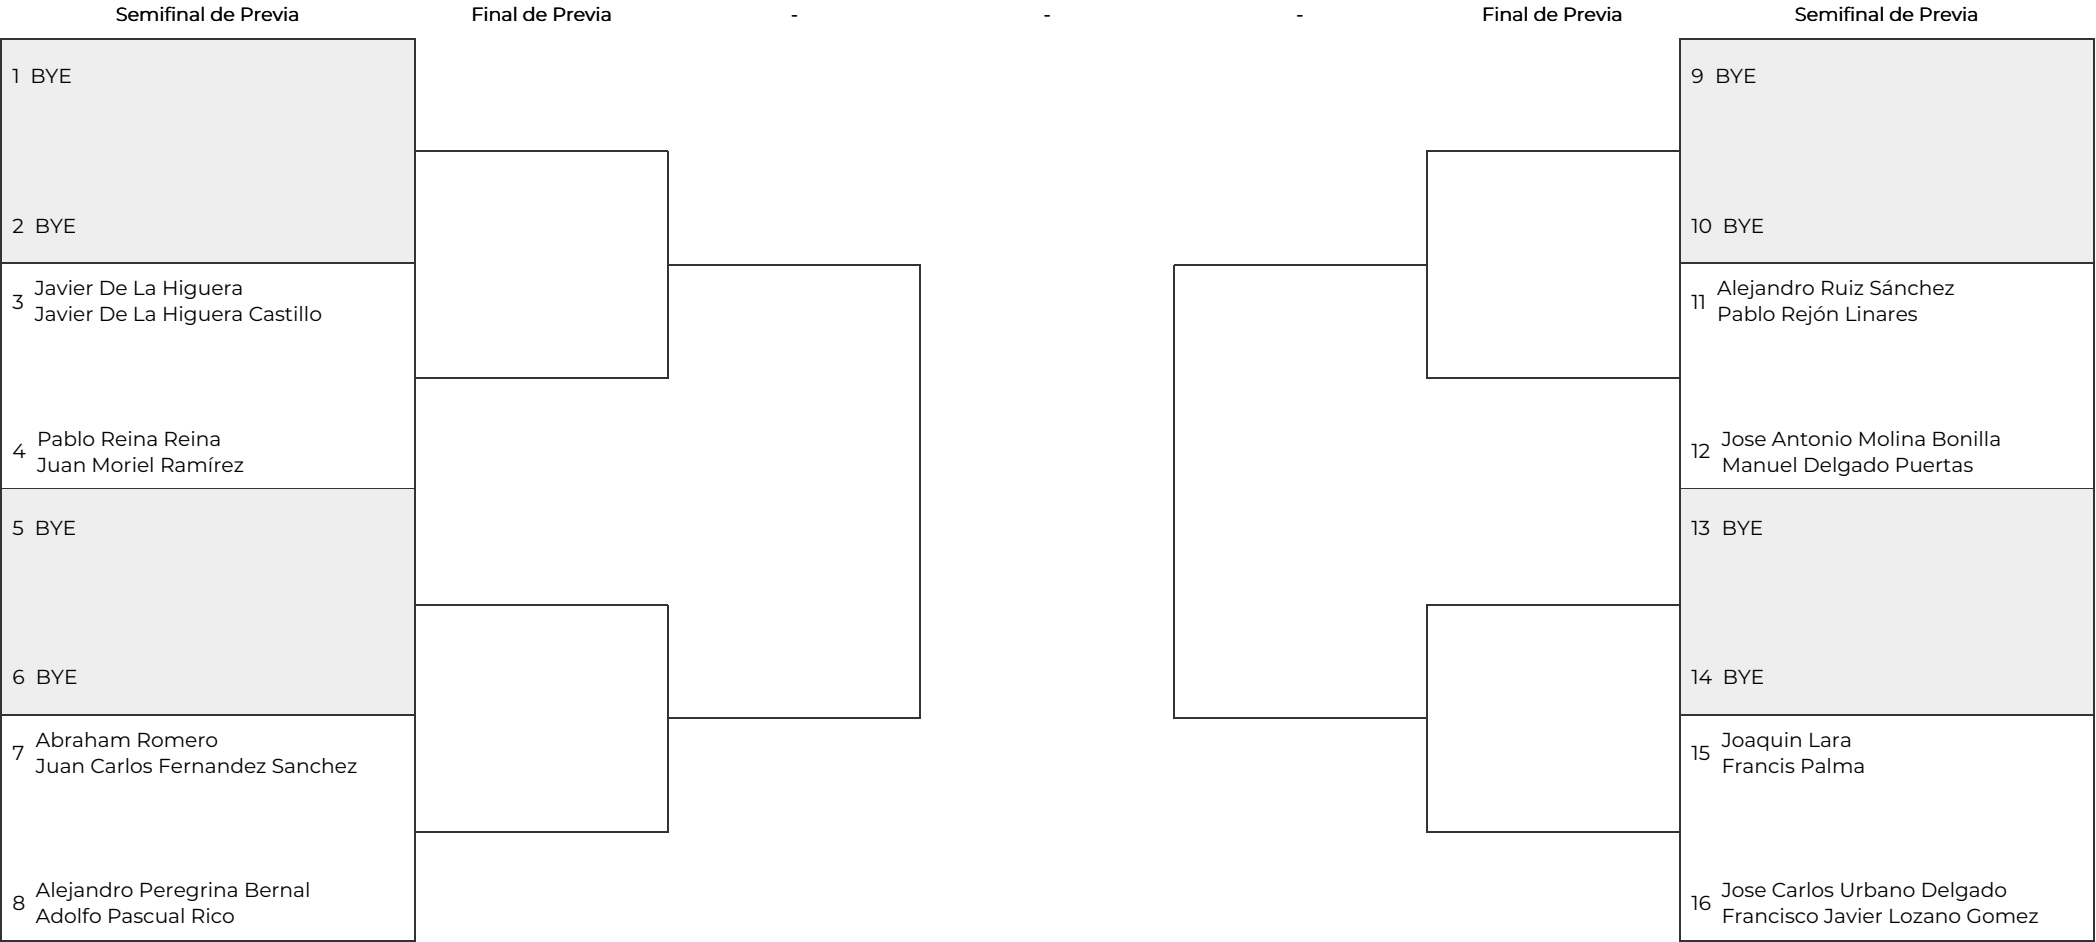 Semifinal de Previa
Final de Previa
-
-
-
Final de Previa
Semifinal de Previa
1 BYE
2 BYE
3 Javier De La Higuera
Javier De La Higuera Castillo
4 Pablo Reina Reina
Juan Moriel Ramírez
5 BYE
6 BYE
7 Abraham Romero
Juan Carlos Fernandez Sanchez
8 Alejandro Peregrina Bernal
Adolfo Pascual Rico
9 BYE
10 BYE
11 Alejandro Ruiz Sánchez
Pablo Rejón Linares
12 Jose Antonio Molina Bonilla
Manuel Delgado Puertas
13 BYE
14 BYE
15 Joaquin Lara
Francis Palma
16 Jose Carlos Urbano Delgado
Francisco Javier Lozano Gomez